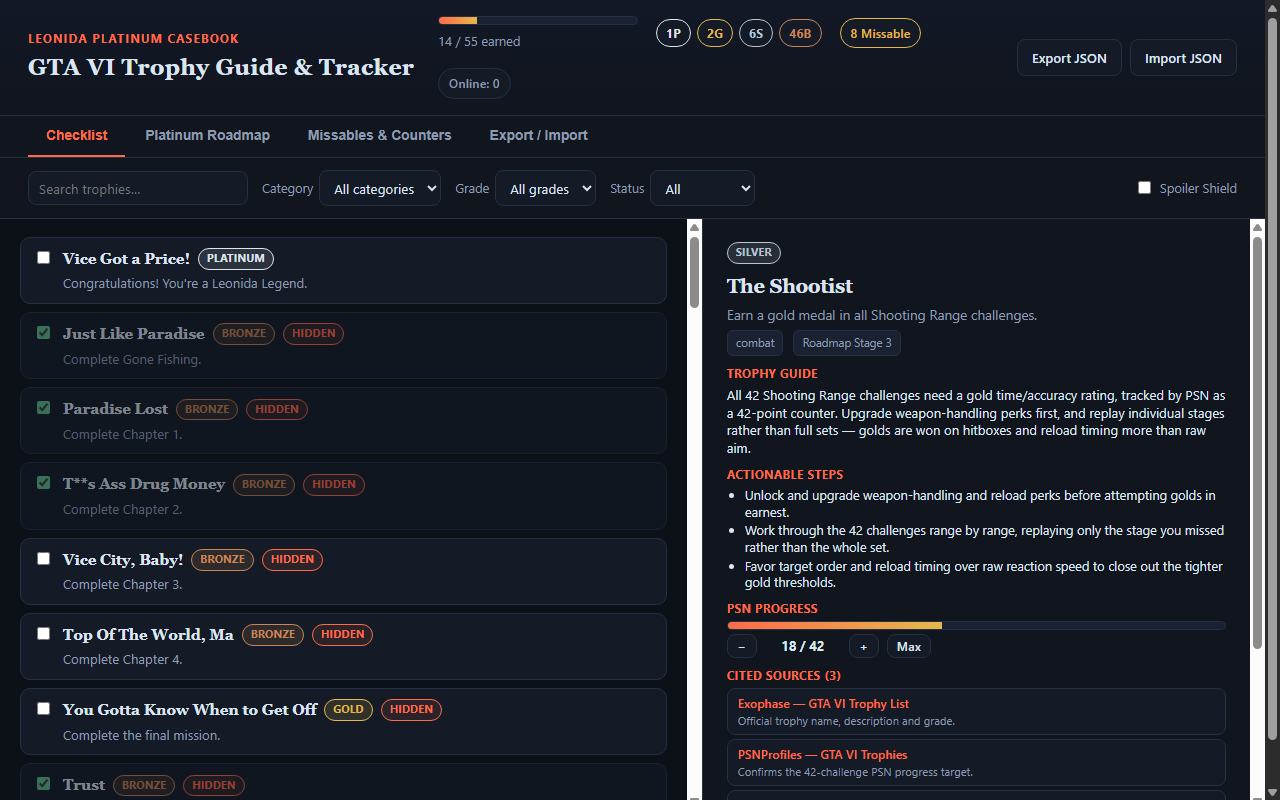 LEONIDA PLATINUM CASEBOOK
GTA VI Trophy Guide & Tracker
14 / 55 earned
1P 2G 6S 46B 8 Missable
Online: 0
Export JSON Import JSON
Checklist Platinum Roadmap Missables & Counters Export / Import
Search trophies... Category All categories Grade All grades Status All Spoiler Shield
Vice Got a Price! PLATINUM
Congratulations! You're a Leonida Legend.
Just Like Paradise BRONZE HIDDEN
Complete Gone Fishing.
Paradise Lost BRONZE HIDDEN
Complete Chapter 1.
T**s Ass Drug Money BRONZE HIDDEN
Complete Chapter 2.
Vice City, Baby! BRONZE HIDDEN
Complete Chapter 3.
Top Of The World, Ma BRONZE HIDDEN
Complete Chapter 4.
You Gotta Know When to Get Off GOLD HIDDEN
Complete the final mission.
Trust BRONZE HIDDEN
SILVER
The Shootist
Earn a gold medal in all Shooting Range challenges.
combat Roadmap Stage 3
TROPHY GUIDE
All 42 Shooting Range challenges need a gold time/accuracy rating, tracked by PSN as
a 42-point counter. Upgrade weapon-handling perks first, and replay individual stages
rather than full sets — golds are won on hitboxes and reload timing more than raw
aim.
ACTIONABLE STEPS
• Unlock and upgrade weapon-handling and reload perks before attempting golds in
earnest.
• Work through the 42 challenges range by range, replaying only the stage you missed
rather than the whole set.
• Favor target order and reload timing over raw reaction speed to close out the tighter
gold thresholds.
PSN PROGRESS
− 18 / 42 + Max
CITED SOURCES (3)
Exophase — GTA VI Trophy List
Official trophy name, description and grade.
PSNProfiles — GTA VI Trophies
Confirms the 42-challenge PSN progress target.